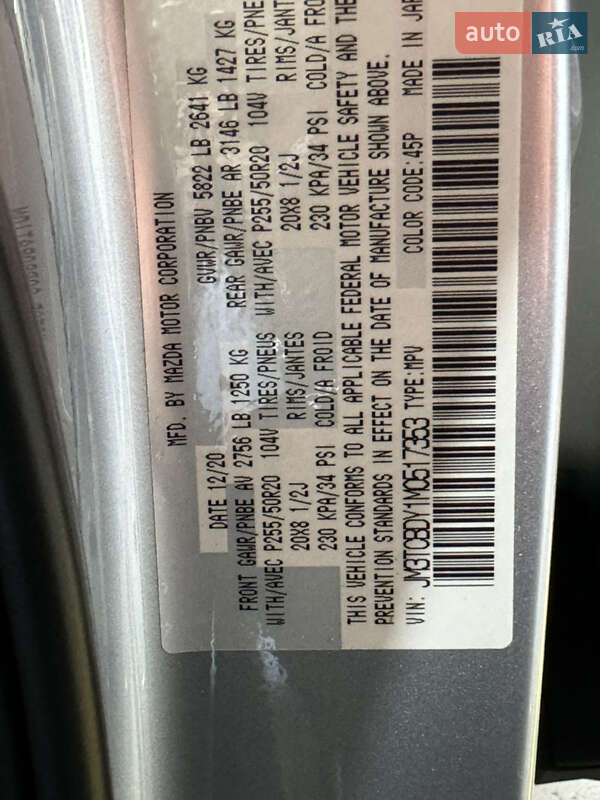 auto RIA .com
MFD. BY MAZDA MOTOR CORPORATION
DATE 12/20 GVWR/PNBV 5822 LB 2641 KG
FRONT GAWR/PNBE AV 2756 LB 1250 KG REAR GAWR/PNBE AR 3146 LB 1427 KG
WITH/AVEC P255/50R20 104V TIRES/PNEUS WITH/AVEC P255/50R20 104V TIRES/PNE
20X8 1/2J RIMS/JANTES 20X8 1/2J RIMS/JANT
230 KPA/34 PSI COLD/A FROID 230 KPA/34 PSI COLD/A FRO
THIS VEHICLE CONFORMS TO ALL APPLICABLE FEDERAL MOTOR VEHICLE SAFETY AND THE
PREVENTION STANDARDS IN EFFECT ON THE DATE OF MANUFACTURE SHOWN ABOVE.
VIN: JM3TCBDY1M0517353 TYPE:MPV COLOR CODE:45P MADE IN JAP